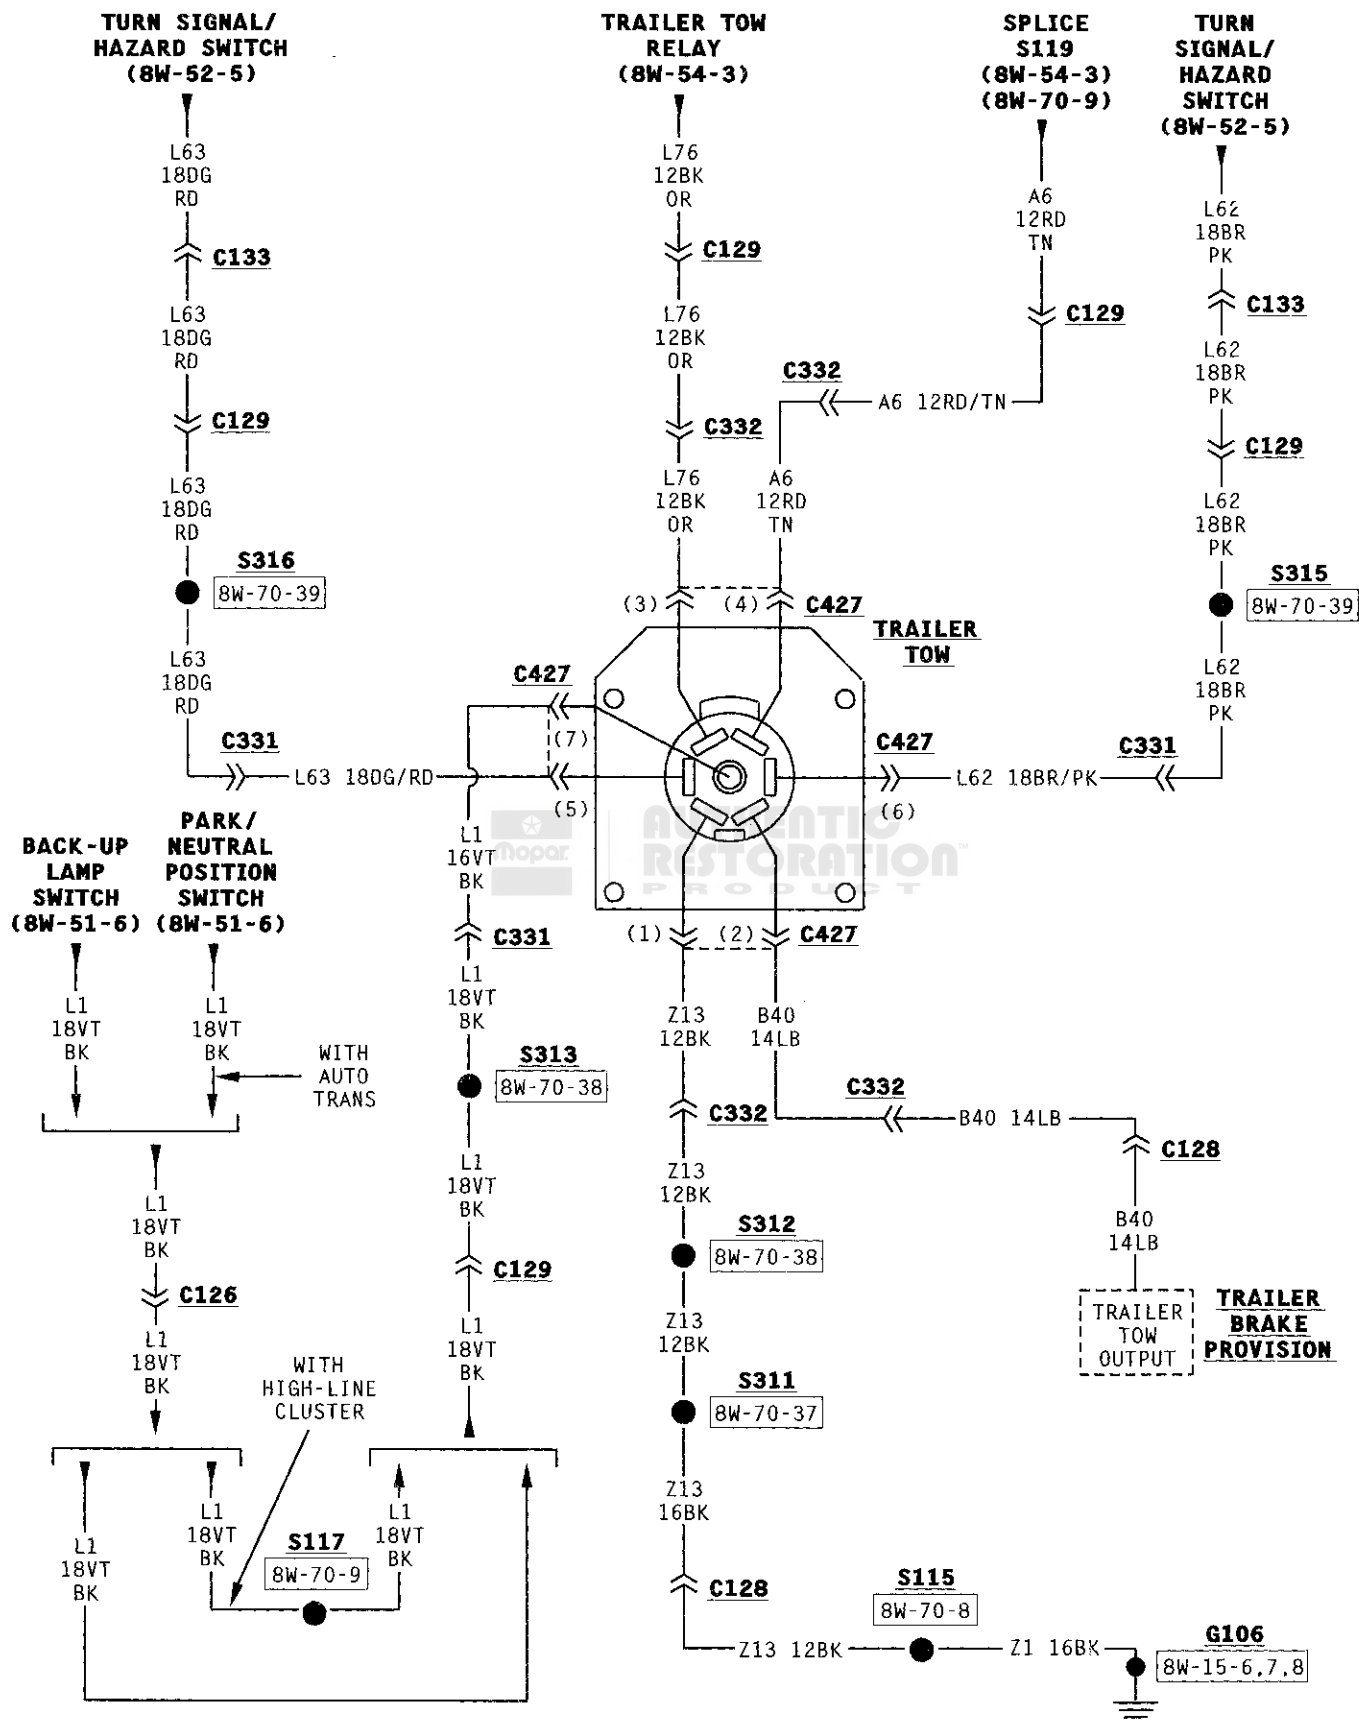 TURN SIGNAL/
HAZARD SWITCH
(8W-52-5)
TRAILER TOW
RELAY
(8W-54-3)
SPLICE
S119
(8W-54-3)
(8W-70-9)
TURN
SIGNAL/
HAZARD
SWITCH
(8W-52-5)
L63
18DG
RD
L76
12BK
OR
A6
12RD
TN
L62
18BR
PK
C133
C129
C129
C133
L63
18DG
RD
L76
12BK
OR
L62
18BR
PK
C332
A6 12RD/TN
C129
C332
C129
L63
18DG
RD
L76
12BK
OR
A6
12RD
TN
L62
18BR
PK
S316
8W-70-39
S315
8W-70-39
(3)
(4)
C427
TRAILER
TOW
L63
18DG
RD
C427
L62
18BR
PK
C331
(7)
C427
C331
L63 18DG/RD
L62 18BR/PK
(5)
(6)
BACK-UP
LAMP
SWITCH
(8W-51-6)
PARK/
NEUTRAL
POSITION
SWITCH
(8W-51-6)
L1
16VT
BK
mopar
AUTHENTIC
RESTORATION™
PRODUCT
C331
(1)
(2)
C427
L1
18VT
BK
L1
18VT
BK
L1
18VT
BK
Z13
12BK
B40
14LB
WITH
AUTO
TRANS
S313
8W-70-38
C332
C332
B40 14LB
C128
L1
18VT
BK
L1
18VT
BK
Z13
12BK
B40
14LB
S312
8W-70-38
C126
C129
TRAILER
TOW
OUTPUT
TRAILER
BRAKE
PROVISION
L1
18VT
BK
L1
18VT
BK
Z13
12BK
WITH
HIGH-LINE
CLUSTER
S311
8W-70-37
L1
18VT
BK
L1
18VT
BK
S117
8W-70-9
L1
18VT
BK
Z13
16BK
C128
S115
8W-70-8
Z13 12BK
Z1 16BK
G106
8W-15-6,7,8